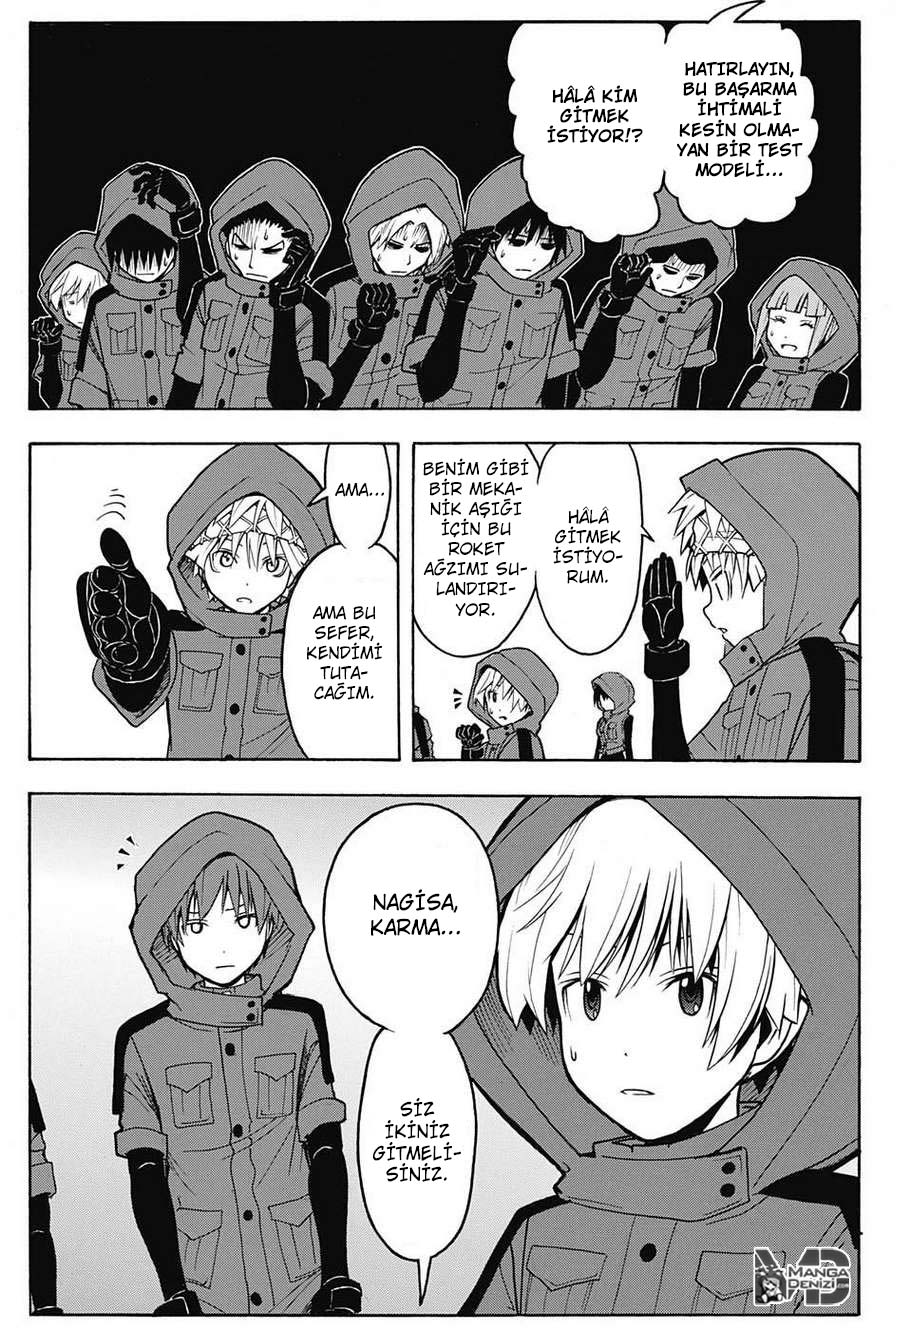 HATIRLAYIN,
BU BAŞARMA
İHTİMALİ
KESİN OLMA-
YAN BİR TEST
MODELİ...
HÂLÂ KİM
GİTMEK
İSTİYOR!?
HÂLÂ
GİTMEK
İSTİYO-
RUM.
BENİM GİBİ
BİR MEKA-
NİK AŞIĞI
İÇİN BU
ROKET
AĞZIMI SU-
LANDIRI-
YOR.
AMA...
AMA BU
SEFER,
KENDİMİ
TUTA-
CAĞIM.
NAGİSA,
KARMA...
SİZ
İKİNİZ
GİTMELİ-
SİNİZ.
MANGA
DENİZİ